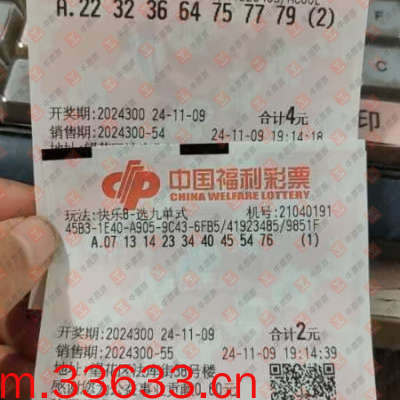 A.22 32 36 64 75 77 79 (2)
开奖期:2024300 24-11-09 合计4元
销售期:2024300-54 24-11-09 19:14:18
中国福利彩票
CHINA WELFARE LOTTERY
玩法:快乐8-选九单式 机号:21040191
45B3-1E40-A905-9C43-6FB5/41923485/9851F
A.07 13 14 23 34 40 45 54 76 (1)
开奖期:2024300 24-11-09 合计2元
销售期:2024300-55 24-11-09 19:14:39
m.33633.cn
印